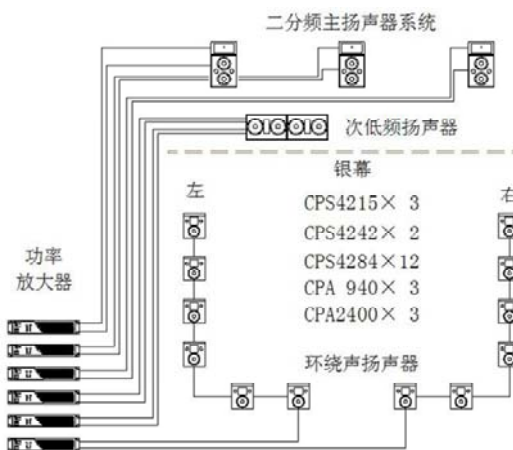 二分频主扬声器系统
次低频扬声器
银幕
左
右
CPS4215× 3
CPS4242× 2
CPS4284×12
CPA 940× 3
CPA2400× 3
功率
放大器
环绕声扬声器